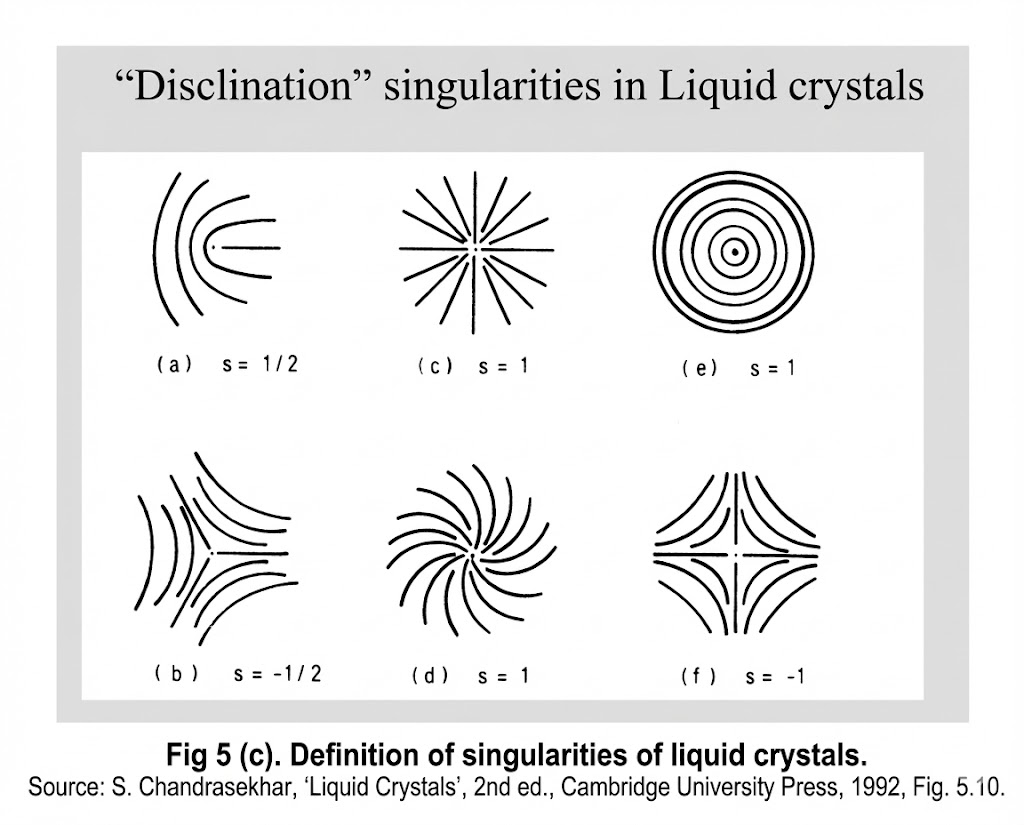 “Disclination” singularities in Liquid crystals
(a) s= 1/2
(c) s = 1
(e) s = 1
(b) s = -1/2
(d) s = 1
(f) s = -1
Fig 5 (c). Definition of singularities of liquid crystals.
Source: S. Chandrasekhar, ‘Liquid Crystals’, 2nd ed., Cambridge University Press, 1992, Fig. 5.10.